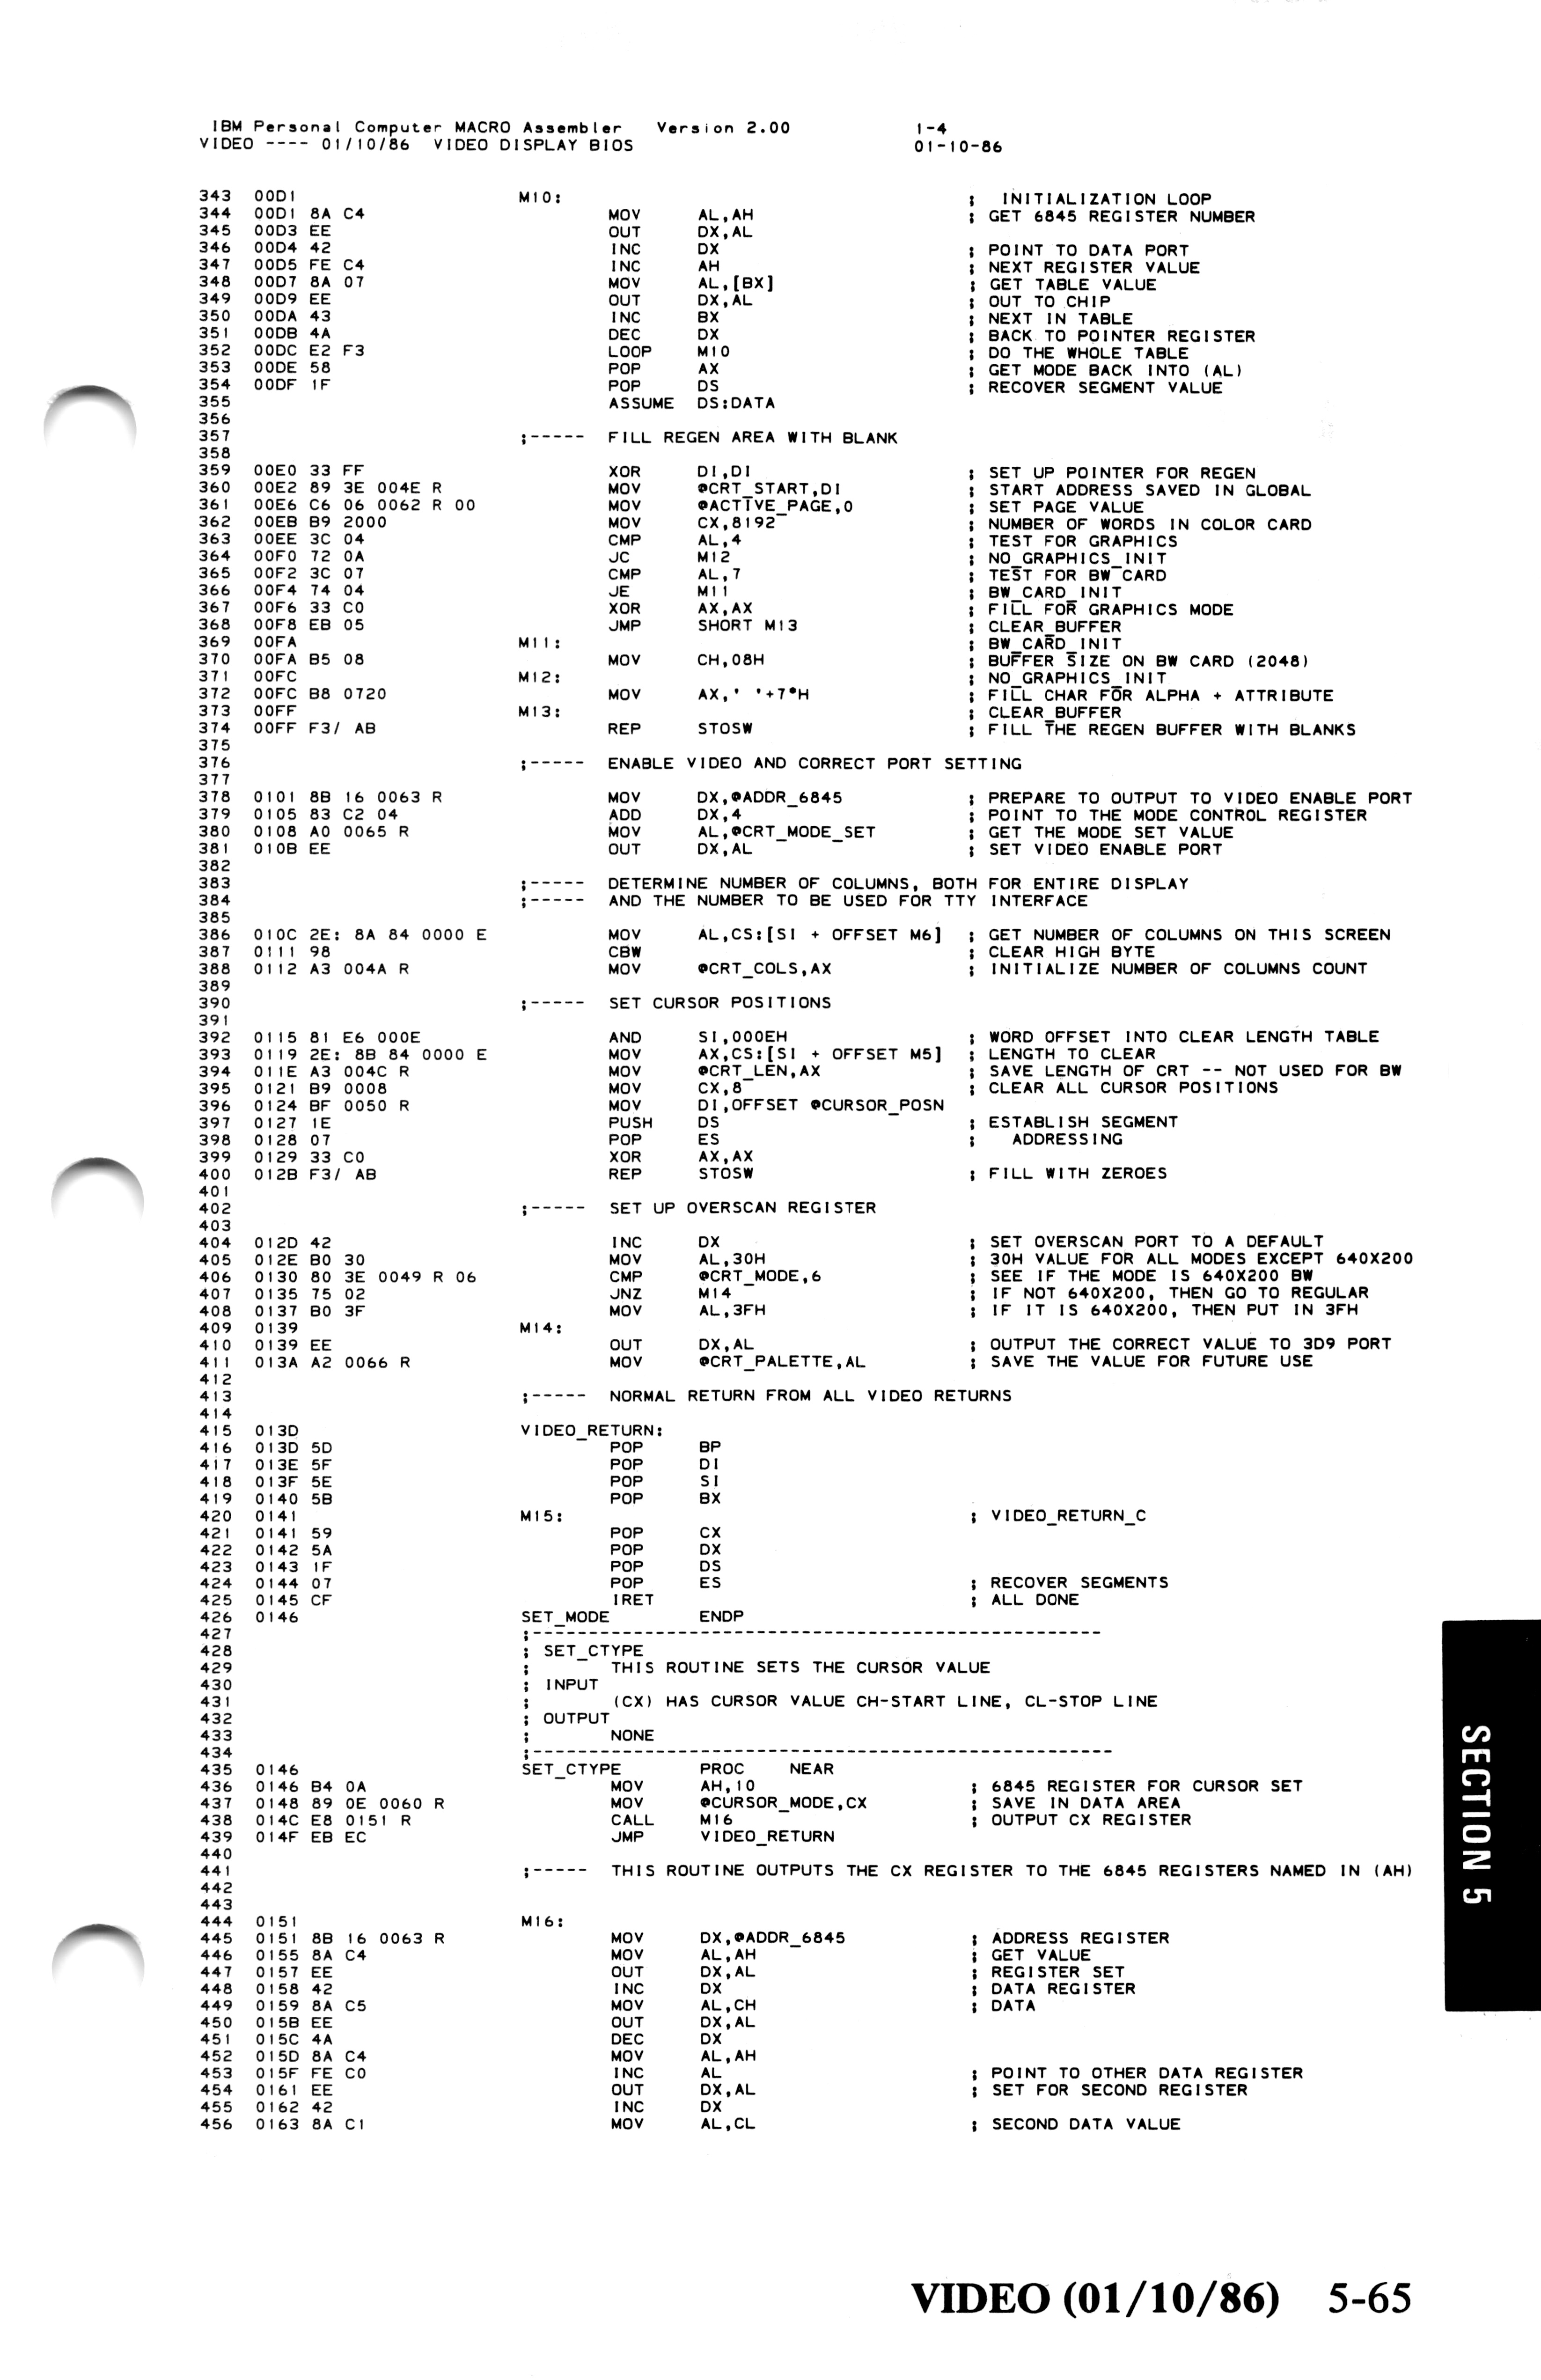 IBM Personal Computer MACRO Assembler   Version 2.00             1-4
VIDEO ---- 01/10/86  VIDEO DISPLAY BIOS                          01-10-86
343  00D1                    M10:                                    ;   INITIALIZATION LOOP
344  00D1 8A C4                      MOV     AL,AH                   ; GET 6845 REGISTER NUMBER
345  00D3 EE                         OUT     DX,AL
346  00D4 42                         INC     DX                      ; POINT TO DATA PORT
347  00D5 FE C4                      INC     AH                      ; NEXT REGISTER VALUE
348  00D7 8A 07                      MOV     AL,[BX]                 ; GET TABLE VALUE
349  00D9 EE                         OUT     DX,AL                   ; OUT TO CHIP
350  00DA 43                         INC     BX                      ; NEXT IN TABLE
351  00DB 4A                         DEC     DX                      ; BACK TO POINTER REGISTER
352  00DC E2 F3                      LOOP    M10                     ; DO THE WHOLE TABLE
353  00DE 58                         POP     AX                      ; GET MODE BACK INTO (AL)
354  00DF 1F                         POP     DS                      ; RECOVER SEGMENT VALUE
355                                  ASSUME  DS:DATA
356
357                          ;-----  FILL REGEN AREA WITH BLANK
358
359  00E0 33 FF                      XOR     DI,DI                   ; SET UP POINTER FOR REGEN
360  00E2 89 3E 004E R               MOV     @CRT_START,DI           ; START ADDRESS SAVED IN GLOBAL
361  00E6 C6 06 0062 R 00            MOV     @ACTIVE_PAGE,0          ; SET PAGE VALUE
362  00EB B9 2000                    MOV     CX,8192                 ; NUMBER OF WORDS IN COLOR CARD
363  00EE 3C 04                      CMP     AL,4                    ; TEST FOR GRAPHICS
364  00F0 72 0A                      JC      M12                     ; NO_GRAPHICS_INIT
365  00F2 3C 07                      CMP     AL,7                    ; TEST FOR BW CARD
366  00F4 74 04                      JE      M11                     ; BW_CARD_INIT
367  00F6 33 C0                      XOR     AX,AX                   ; FILL FOR GRAPHICS MODE
368  00F8 EB 05                      JMP     SHORT M13               ; CLEAR_BUFFER
369  00FA                    M11:                                    ; BW_CARD_INIT
370  00FA B5 08                      MOV     CH,08H                  ; BUFFER SIZE ON BW CARD (2048)
371  00FC                    M12:                                    ; NO_GRAPHICS_INIT
372  00FC B8 0720                    MOV     AX,' '+7*H              ; FILL CHAR FOR ALPHA + ATTRIBUTE
373  00FF                    M13:                                    ; CLEAR_BUFFER
374  00FF F3/ AB                     REP     STOSW                   ; FILL THE REGEN BUFFER WITH BLANKS
375
376                          ;-----  ENABLE VIDEO AND CORRECT PORT SETTING
377
378  0101 8B 16 0063 R               MOV     DX,@ADDR_6845           ; PREPARE TO OUTPUT TO VIDEO ENABLE PORT
379  0105 83 C2 04                   ADD     DX,4                    ; POINT TO THE MODE CONTROL REGISTER
380  0108 A0 0065 R                  MOV     AL,@CRT_MODE_SET        ; GET THE MODE SET VALUE
381  010B EE                         OUT     DX,AL                   ; SET VIDEO ENABLE PORT
382
383                          ;-----  DETERMINE NUMBER OF COLUMNS, BOTH FOR ENTIRE DISPLAY
384                          ;-----  AND THE NUMBER TO BE USED FOR TTY INTERFACE
385
386  010C 2E: 8A 84 0000 E           MOV     AL,CS:[SI + OFFSET M6]  ; GET NUMBER OF COLUMNS ON THIS SCREEN
387  0111 98                         CBW                             ; CLEAR HIGH BYTE
388  0112 A3 004A R                  MOV     @CRT_COLS,AX            ; INITIALIZE NUMBER OF COLUMNS COUNT
389
390                          ;-----  SET CURSOR POSITIONS
391
392  0115 81 E6 000E                 AND     SI,000EH                ; WORD OFFSET INTO CLEAR LENGTH TABLE
393  0119 2E: 8B 84 0000 E           MOV     AX,CS:[SI + OFFSET M5]  ; LENGTH TO CLEAR
394  011E A3 004C R                  MOV     @CRT_LEN,AX             ; SAVE LENGTH OF CRT -- NOT USED FOR BW
395  0121 B9 0008                    MOV     CX,8                    ; CLEAR ALL CURSOR POSITIONS
396  0124 BF 0050 R                  MOV     DI,OFFSET @CURSOR_POSN
397  0127 1E                         PUSH    DS                      ; ESTABLISH SEGMENT
398  0128 07                         POP     ES                      ;   ADDRESSING
399  0129 33 C0                      XOR     AX,AX
400  012B F3/ AB                     REP     STOSW                   ; FILL WITH ZEROES
401
402                          ;-----  SET UP OVERSCAN REGISTER
403
404  012D 42                         INC     DX                      ; SET OVERSCAN PORT TO A DEFAULT
405  012E B0 30                      MOV     AL,30H                  ; 30H VALUE FOR ALL MODES EXCEPT 640X200
406  0130 80 3E 0049 R 06            CMP     @CRT_MODE,6             ; SEE IF THE MODE IS 640X200 BW
407  0135 75 02                      JNZ     M14                     ; IF NOT 640X200, THEN GO TO REGULAR
408  0137 B0 3F                      MOV     AL,3FH                  ; IF IT IS 640X200, THEN PUT IN 3FH
409  0139                    M14:
410  0139 EE                         OUT     DX,AL                   ; OUTPUT THE CORRECT VALUE TO 3D9 PORT
411  013A A2 0066 R                  MOV     @CRT_PALETTE,AL         ; SAVE THE VALUE FOR FUTURE USE
412
413                          ;-----  NORMAL RETURN FROM ALL VIDEO RETURNS
414
415  013D                    VIDEO_RETURN:
416  013D 5D                         POP     BP
417  013E 5F                         POP     DI
418  013F 5E                         POP     SI
419  0140 5B                         POP     BX
420  0141                    M15:                                    ; VIDEO_RETURN_C
421  0141 59                         POP     CX
422  0142 5A                         POP     DX
423  0143 1F                         POP     DS
424  0144 07                         POP     ES                      ; RECOVER SEGMENTS
425  0145 CF                         IRET                            ; ALL DONE
426  0146                    SET_MODE        ENDP
427                          ;---------------------------------------------------
428                          ; SET_CTYPE
429                          ;       THIS ROUTINE SETS THE CURSOR VALUE
430                          ; INPUT
431                          ;       (CX) HAS CURSOR VALUE CH-START LINE, CL-STOP LINE
432                          ; OUTPUT
433                          ;       NONE
434                          ;----------------------------------------------------
435  0146                    SET_CTYPE       PROC    NEAR
436  0146 B4 0A                      MOV     AH,10                   ; 6845 REGISTER FOR CURSOR SET
437  0148 89 0E 0060 R               MOV     @CURSOR_MODE,CX         ; SAVE IN DATA AREA
438  014C E8 0151 R                  CALL    M16                     ; OUTPUT CX REGISTER
439  014F EB EC                      JMP     VIDEO_RETURN
440
441                          ;-----  THIS ROUTINE OUTPUTS THE CX REGISTER TO THE 6845 REGISTERS NAMED IN (AH)
442
443
444  0151                    M16:
445  0151 8B 16 0063 R               MOV     DX,@ADDR_6845           ; ADDRESS REGISTER
446  0155 8A C4                      MOV     AL,AH                   ; GET VALUE
447  0157 EE                         OUT     DX,AL                   ; REGISTER SET
448  0158 42                         INC     DX                      ; DATA REGISTER
449  0159 8A C5                      MOV     AL,CH                   ; DATA
450  015B EE                         OUT     DX,AL
451  015C 4A                         DEC     DX
452  015D 8A C4                      MOV     AL,AH
453  015F FE C0                      INC     AL                      ; POINT TO OTHER DATA REGISTER
454  0161 EE                         OUT     DX,AL                   ; SET FOR SECOND REGISTER
455  0162 42                         INC     DX
456  0163 8A C1                      MOV     AL,CL                   ; SECOND DATA VALUE
SECTION 5
VIDEO (01/10/86)   5-65